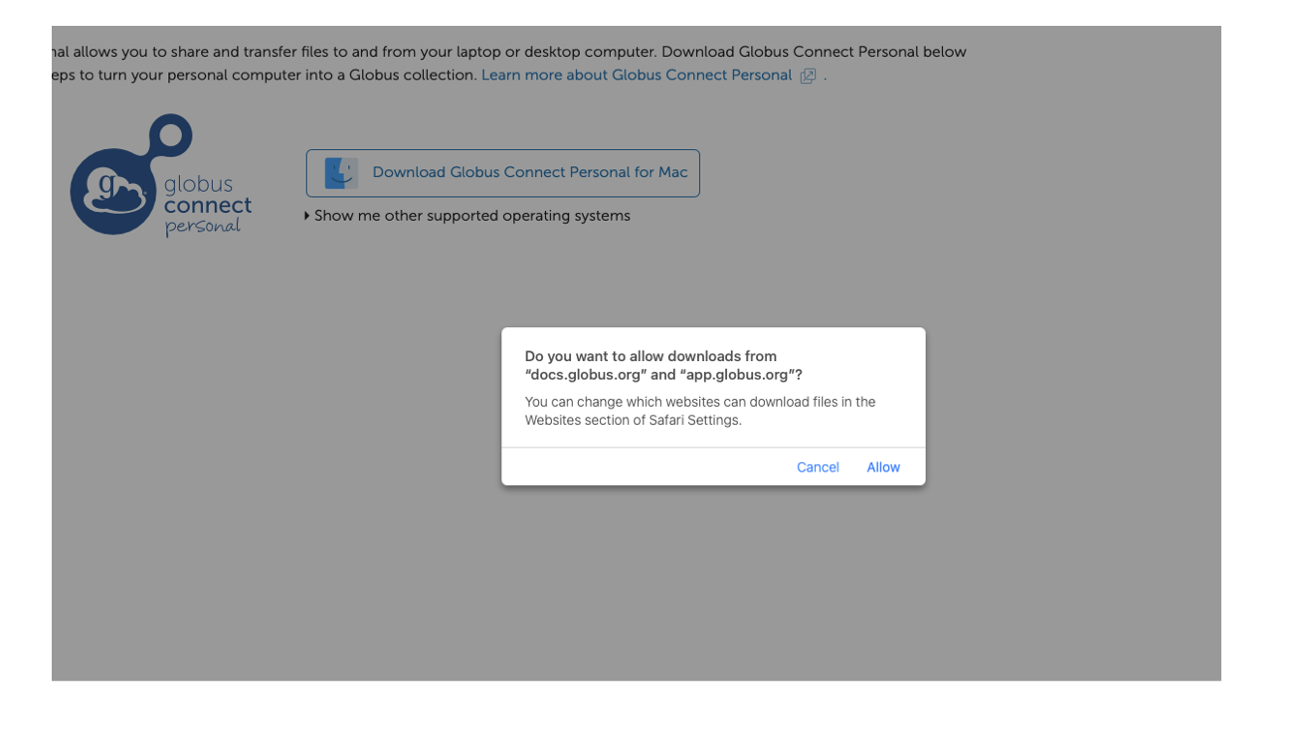 nal allows you to share and transfer files to and from your laptop or desktop computer. Download Globus Connect Personal below
eps to turn your personal computer into a Globus collection. Learn more about Globus Connect Personal .
g
globus
connect
personal
Download Globus Connect Personal for Mac
Show me other supported operating systems
Do you want to allow downloads from
“docs.globus.org” and “app.globus.org”?
You can change which websites can download files in the
Websites section of Safari Settings.
Cancel Allow